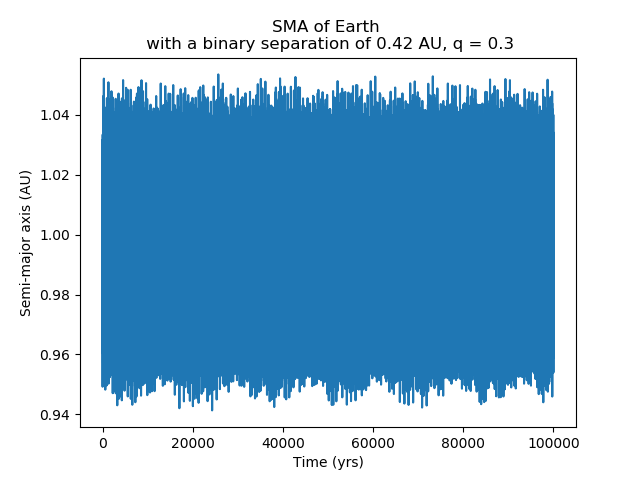 SMA of Earth
with a binary separation of 0.42 AU, q = 0.3
Semi-major axis (AU)
1.04
1.02
1.00
0.98
0.96
0.94
0 20000 40000 60000 80000 100000
Time (yrs)